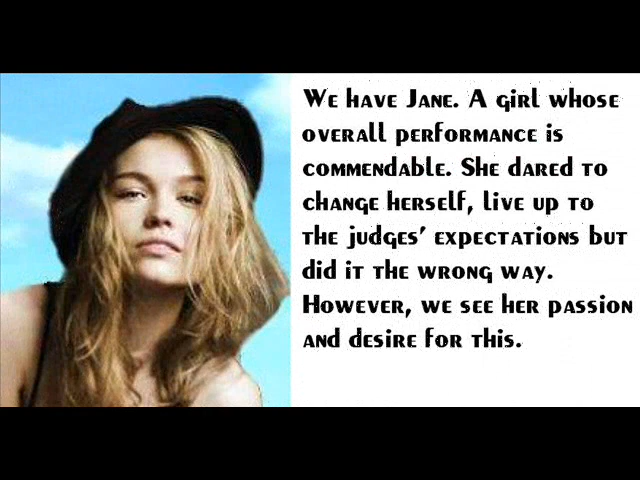 We have Jane. A girl whose
overall performance is
commendable. She dared to
change herself, live up to
the judges' expectations but
did it the wrong way.
However, we see her passion
and desire for this.